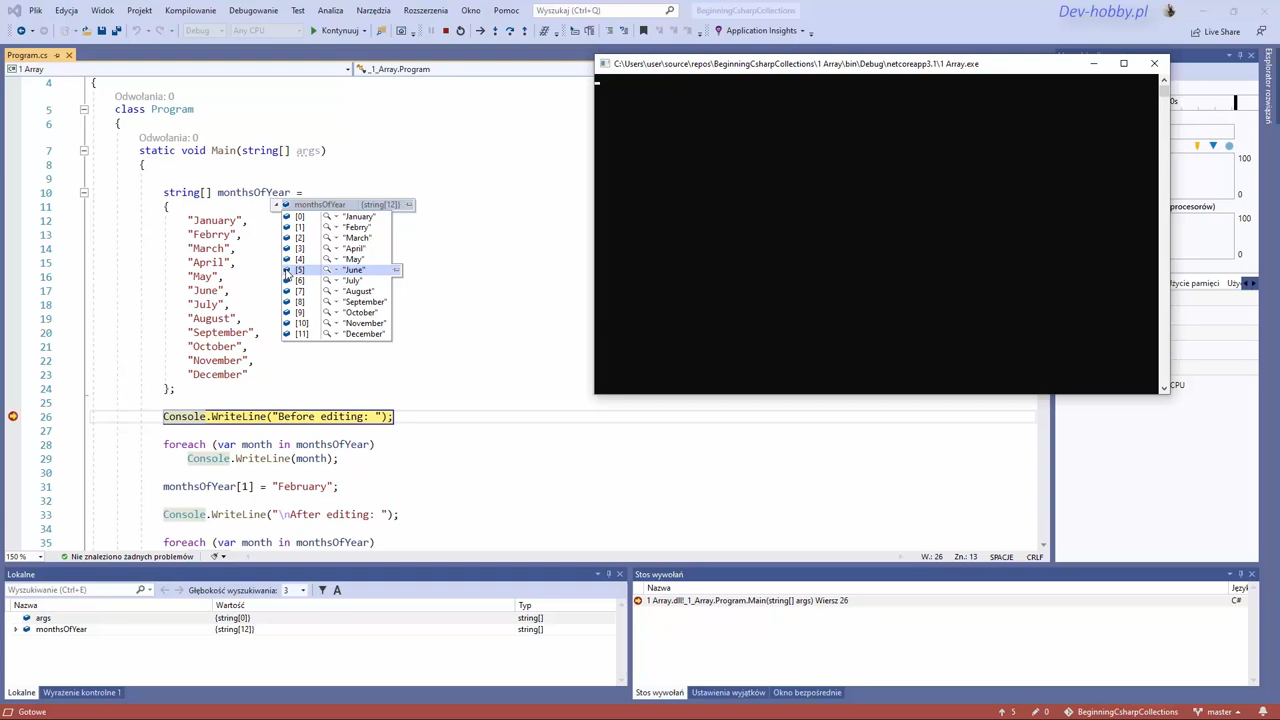 Plik Edycja Widok Projekt Kompilowanie Debugowanie Test Analiza Narzędzia Rozszerzenia Okno Pomoc Wyszukaj (Ctrl+Q) BeginningCsharpCollections
Dev-hobby.pl
Debug Any CPU Kontynuuj Application Insights Live Share
Program.cs
C:\Users\user\source\repos\BeginningCsharpCollections\1 Array\bin\Debug\netcoreapp3.1\1 Array.exe
1 Array _1_Array.Program
Eksplorator rozwiązań
4 {
Odwołania: 0
5 class Program
6 {
Odwołania: 0
7 static void Main(string[] args)
8 {
9
10 string[] monthsOfYear =
11 {
12 "January",
13 "Febrry",
14 "March",
15 "April",
16 "May",
17 "June",
18 "July",
19 "August",
20 "September",
21 "October",
22 "November",
23 "December"
24 };
25
26 Console.WriteLine("Before editing: ");
27
28 foreach (var month in monthsOfYear)
29 Console.WriteLine(month);
30
31 monthsOfYear[1] = "February";
32
33 Console.WriteLine("\nAfter editing: ");
34
35 foreach (var month in monthsOfYear)
monthsOfYear {string[12]}
[0] "January"
[1] "Febrry"
[2] "March"
[3] "April"
[4] "May"
[5] "June"
[6] "July"
[7] "August"
[8] "September"
[9] "October"
[10] "November"
[11] "December"
100
procesorów)
100
CPU
150 % Nie znaleziono żadnych problemów W.: 26 Zn.: 13 SPACJE CRLF
Lokalne
Wyszukiwanie (Ctrl+E) Głębokość wyszukiwania: 3
Nazwa Wartość Typ
args {string[0]} string[]
monthsOfYear {string[12]} string[]
Lokalne Wyrażenie kontrolne 1
Stos wywołań
Nazwa
1 Array.dll!_1_Array.Program.Main(string[] args) Wiersz 26 C#
Stos wywołań Ustawienia wyjątków Okno bezpośrednie
Gotowe 5 0 BeginningCsharpCollections master